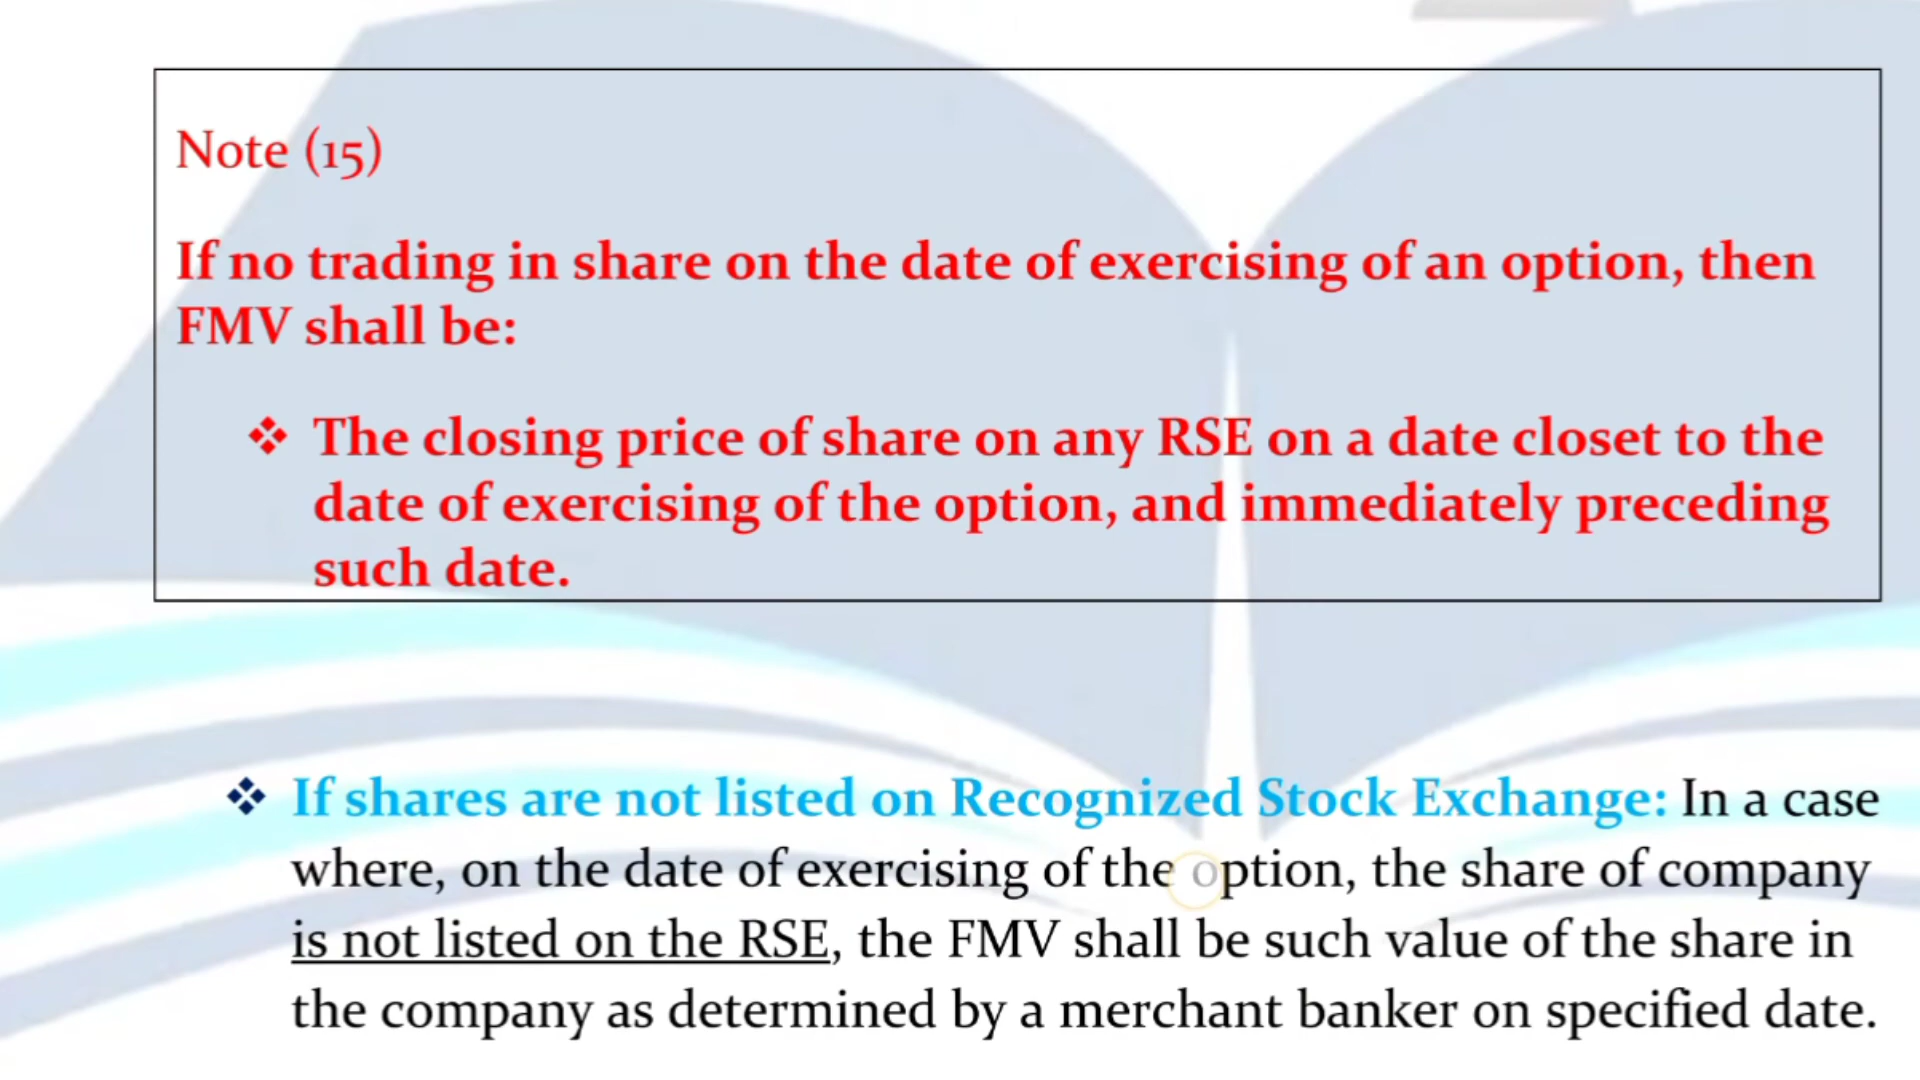 Note (15)
If no trading in share on the date of exercising of an option, then
FMV shall be:
❖ The closing price of share on any RSE on a date closet to the
date of exercising of the option, and immediately preceding
such date.
❖ If shares are not listed on Recognized Stock Exchange: In a case
where, on the date of exercising of the option, the share of company
is not listed on the RSE, the FMV shall be such value of the share in
the company as determined by a merchant banker on specified date.